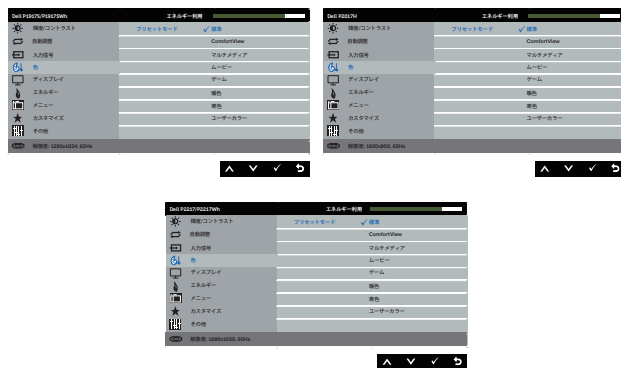 Dell P1917S/P1917SWh エネルギー利用
輝度/コントラスト プリセットモード ✓ 標準
自動調整 ComfortView
入力信号 マルチメディア
色 ムービー
ディスプレイ ゲーム
エネルギー 暖色
メニュー 寒色
カスタマイズ ユーザーカラー
その他
解像度: 1280x1024, 60Hz
Dell P2017H エネルギー利用
輝度/コントラスト プリセットモード ✓ 標準
自動調整 ComfortView
入力信号 マルチメディア
色 ムービー
ディスプレイ ゲーム
エネルギー 暖色
メニュー 寒色
カスタマイズ ユーザーカラー
その他
解像度: 1600x900, 60Hz
Dell P2217/P2217Wh エネルギー利用
輝度/コントラスト プリセットモード ✓ 標準
自動調整 ComfortView
入力信号 マルチメディア
色 ムービー
ディスプレイ ゲーム
エネルギー 暖色
メニュー 寒色
カスタマイズ ユーザーカラー
その他
解像度: 1680x1050, 60Hz